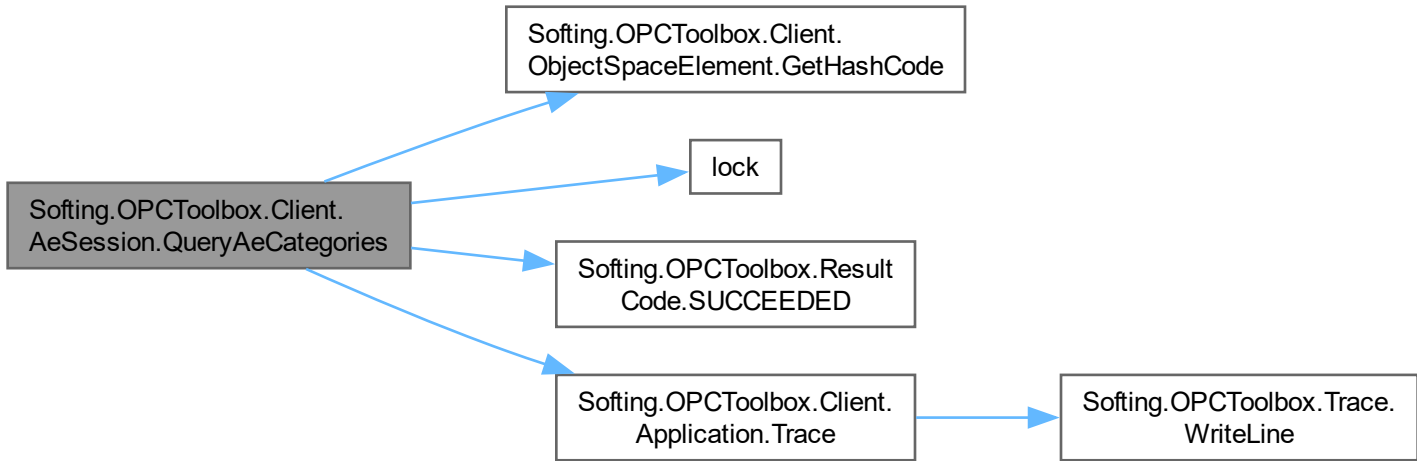 Softing.OPCToolbox.Client.
ObjectSpaceElement.GetHashCode
lock
Softing.OPCToolbox.Client.
AeSession.QueryAeCategories
Softing.OPCToolbox.Result
Code.SUCCEEDED
Softing.OPCToolbox.Client.
Application.Trace
Softing.OPCToolbox.Trace.
WriteLine